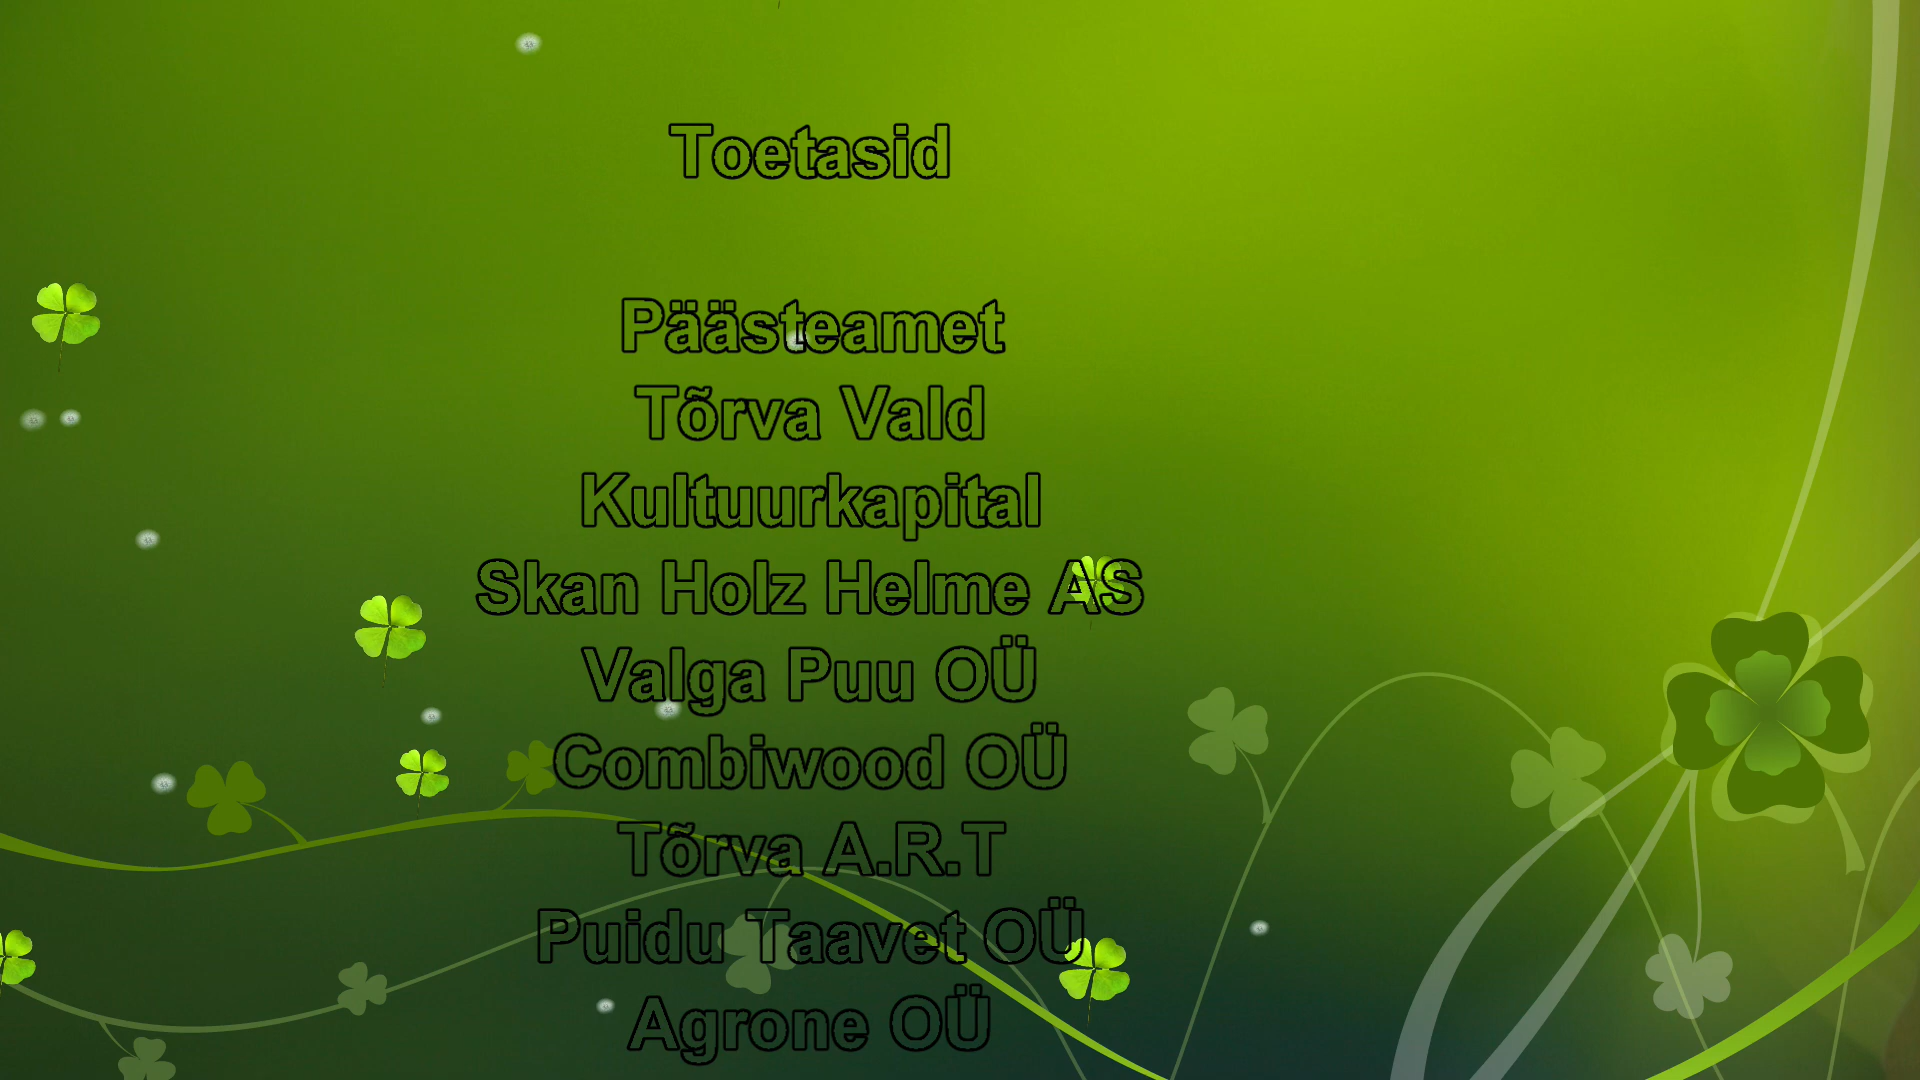 Toetasid
Päästeamet
Tõrva Vald
Kultuurkapital
Skan Holz Helme AS
Valga Puu OÜ
Combiwood OÜ
Tõrva A.R.T
Puidu Taavet OÜ
Agrone OÜ